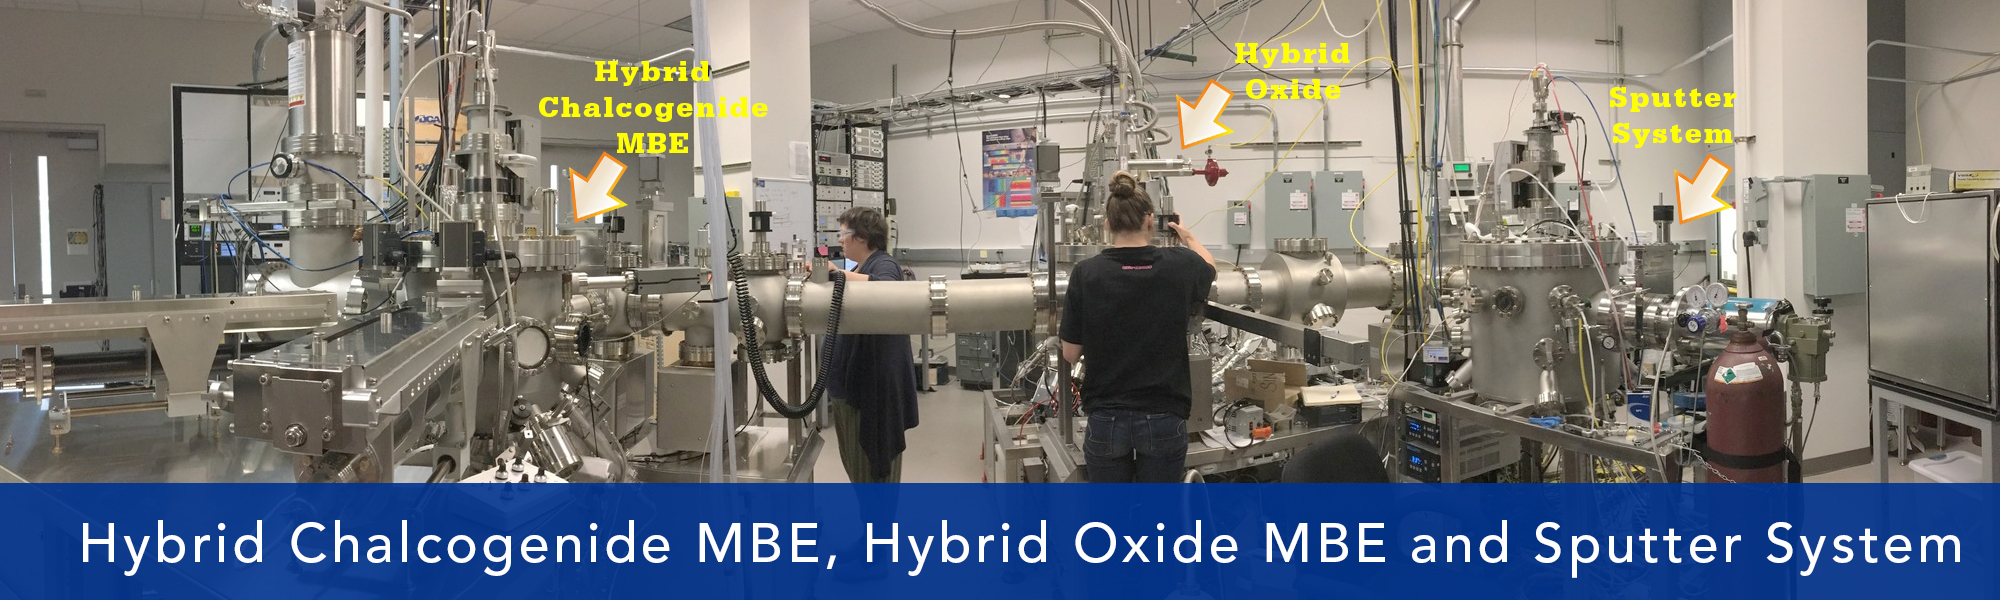 Hybrid
Chalcogenide
MBE
Hybrid
Oxide
Sputter
System
Hybrid Chalcogenide MBE, Hybrid Oxide MBE and Sputter System